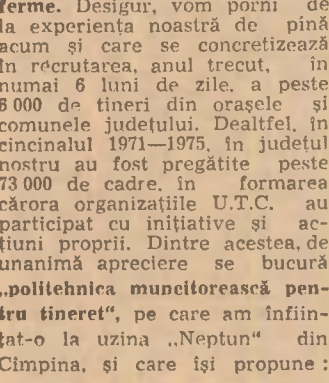 ferme. Desigur, vom porni de
la experiența noastră de pînă
acum și care se concretizează
în recrutarea, anul trecut, în
numai 6 luni de zile, a peste
6 000 de tineri din orașele și
comunele județului. Dealtfel, în
cincinalul 1971—1975, în județul
nostru au fost pregătite peste
73 000 de cadre, în formarea
cărora organizațiile U.T.C. au
participat cu inițiative și ac-
țiuni proprii. Dintre acestea, de
unanimă apreciere se bucură
„politehnica muncitorească pen-
tru tineret“, pe care am înfiin-
țat-o la uzina „Neptun“ din
Cîmpina, și care își propune :